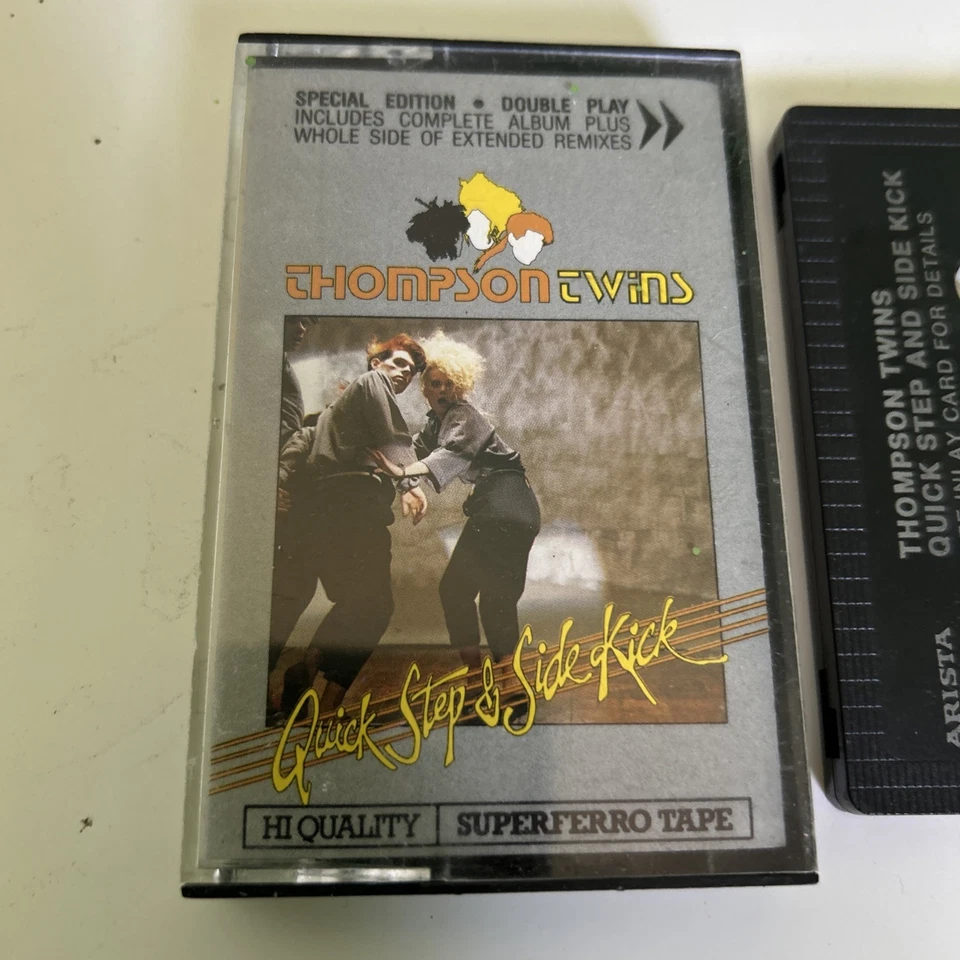 SPECIAL EDITION • DOUBLE PLAY
INCLUDES COMPLETE ALBUM PLUS
WHOLE SIDE OF EXTENDED REMIXES
THOMPSON TWINS
Quick Step & Side Kick
HI QUALITY SUPERFERRO TAPE
THOMPSON TWINS
QUICK STEP AND SIDE KICK
INLAY CARD FOR DETAILS
ARISTA